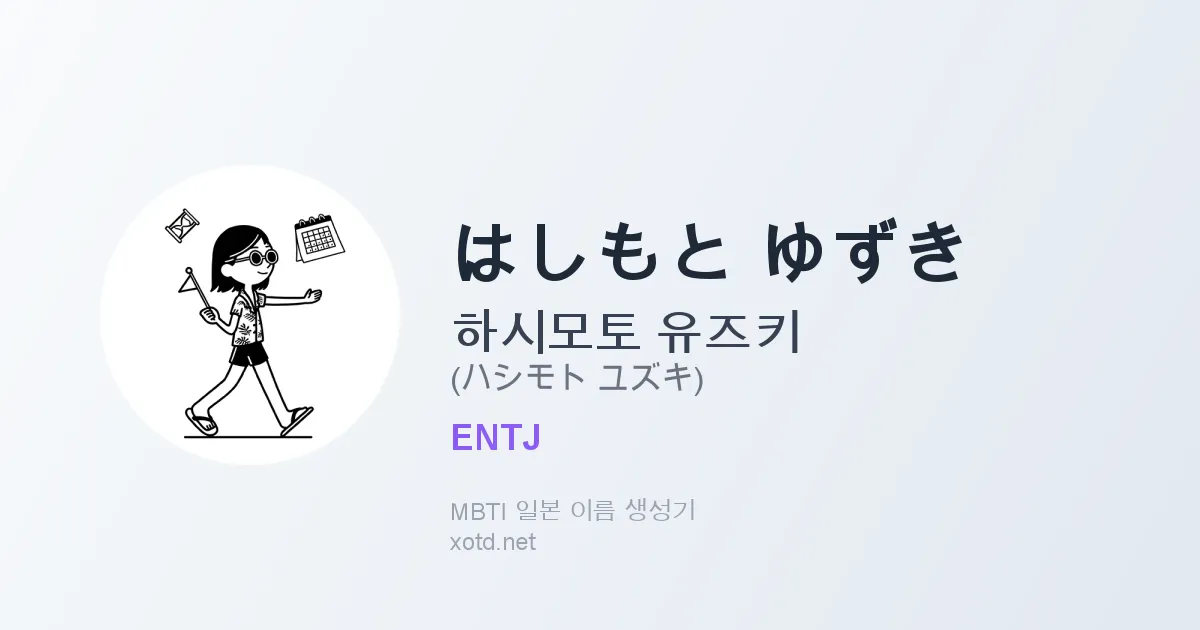 はしもと ゆずき
하시모토 유즈키
(ハシモト ユズキ)
ENTJ
MBTI 일본 이름 생성기
xotd.net